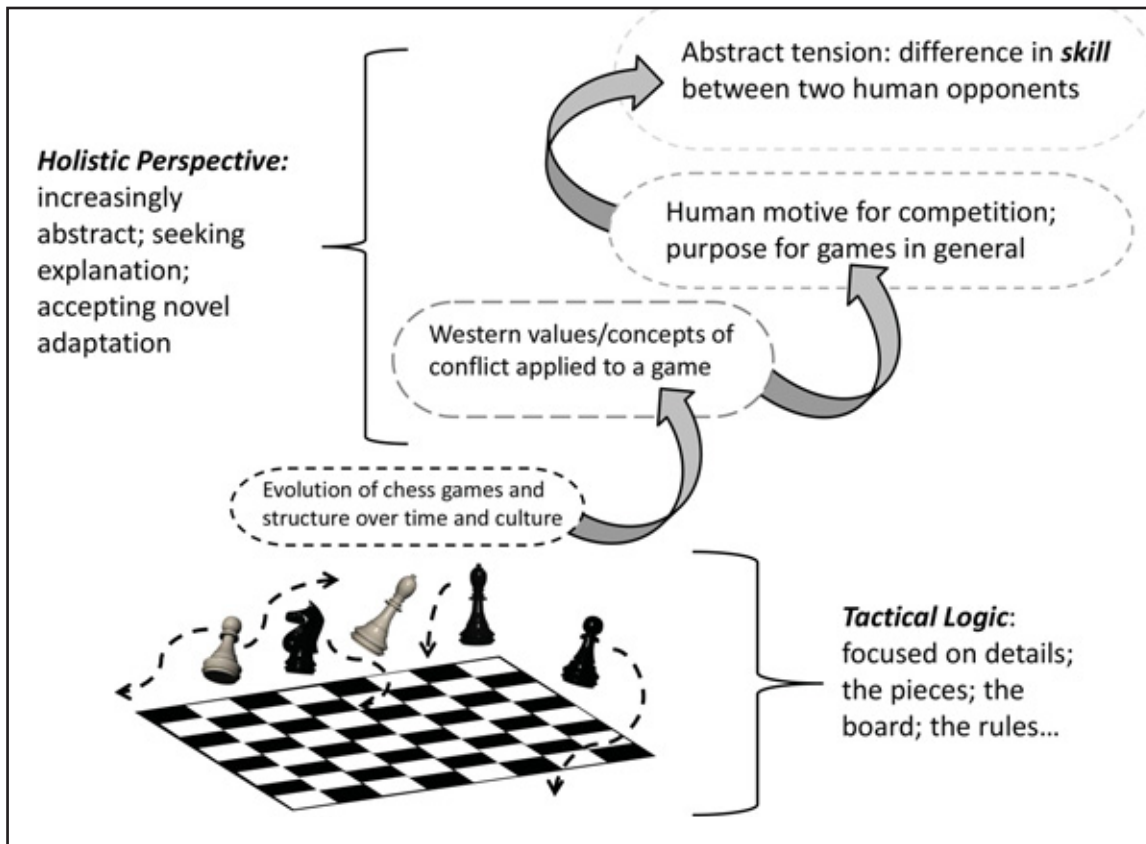 Abstract tension: difference in skill
between two human opponents
Holistic Perspective:
increasingly
abstract; seeking
explanation;
accepting novel
adaptation
Human motive for competition;
purpose for games in general
Western values/concepts of
conflict applied to a game
Evolution of chess games and
structure over time and culture
Tactical Logic:
focused on details;
the pieces; the
board; the rules…